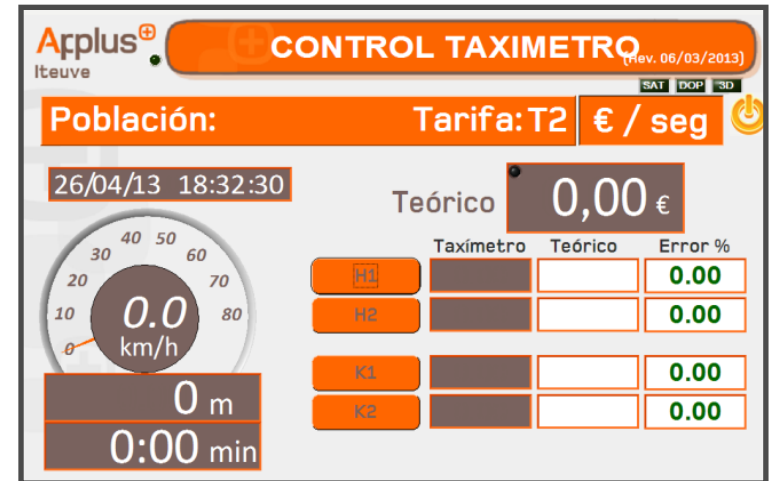 Applus+
Iteuve
CONTROL TAXIMETRO
(Rev. 06/03/2013)
SAT DOP 3D
Población: Tarifa: T2 € / seg
26/04/13 18:32:30
Teórico 0,00 €
Taxímetro Teórico Error %
H1 0.00
H2 0.00
K1 0.00
K2 0.00
0 10 20 30 40 50 60 70 80
0.0
km/h
0 m
0:00 min